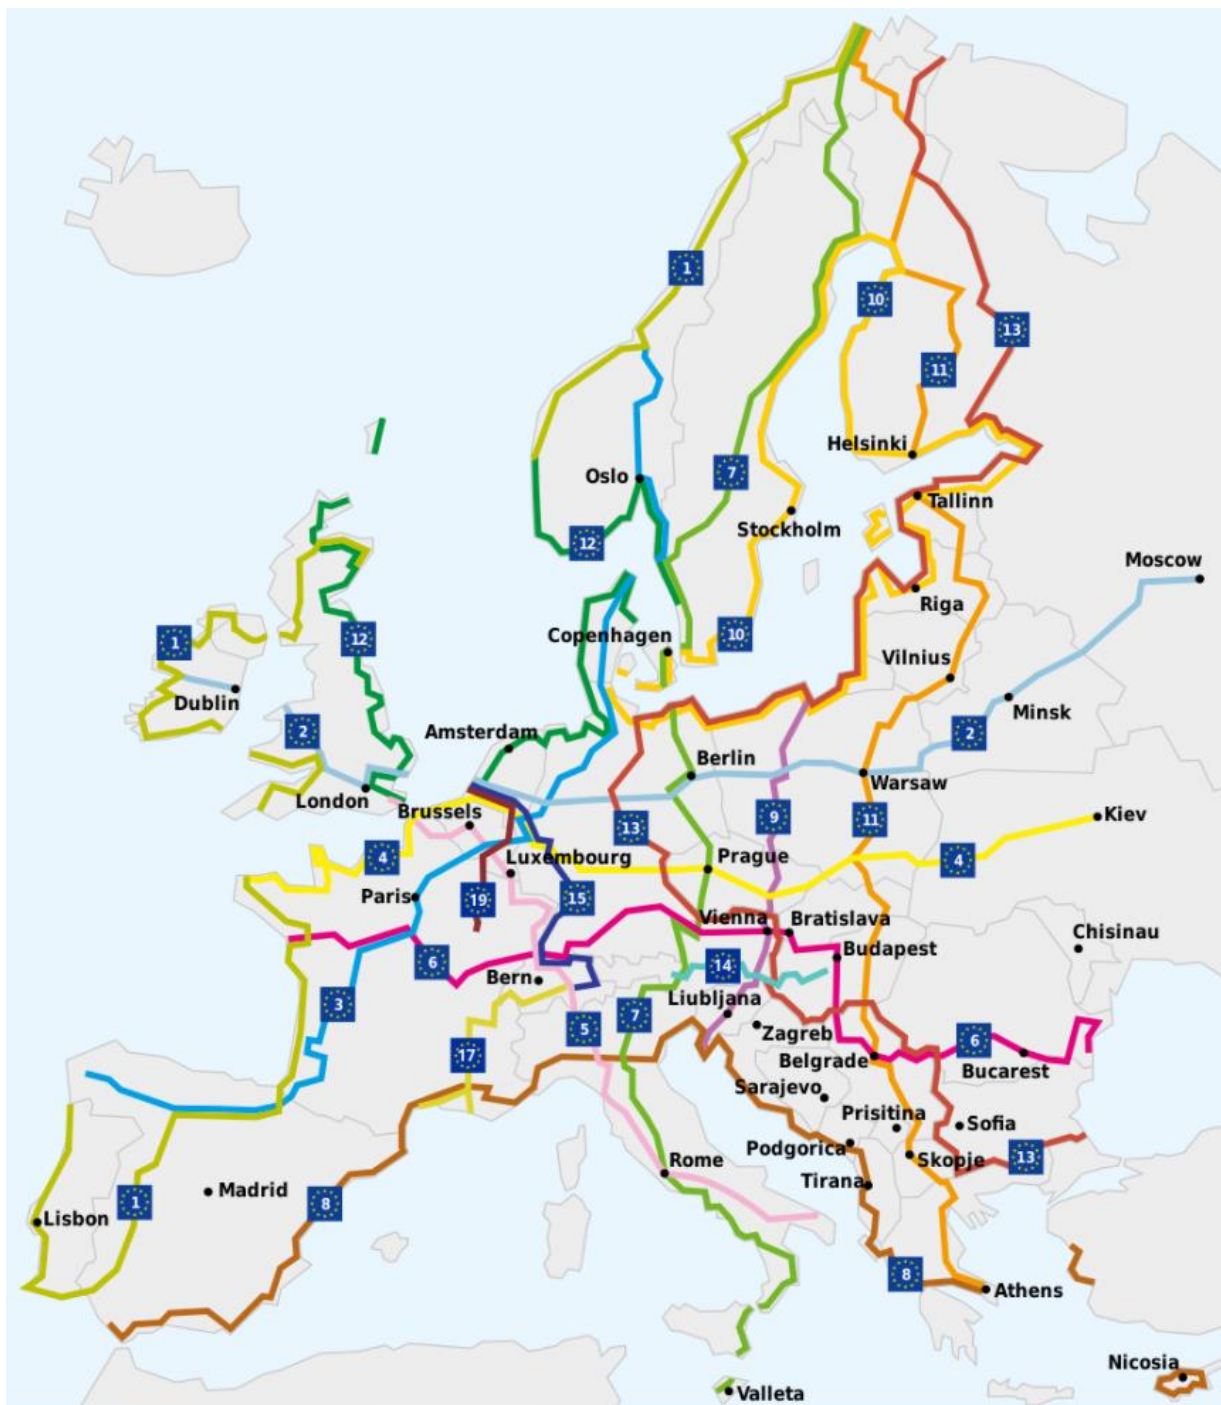 1
10
13
11
Helsinki
7
Oslo
Tallinn
Stockholm
12
Moscow
Riga
10
Copenhagen
12
1
Vilnius
Dublin
Minsk
2
2
Amsterdam
Berlin
Warsaw
London
Brussels
9
11
Kiev
13
4
Luxembourg
Prague
4
Paris
19
15
Vienna
Bratislava
Chisinau
Budapest
6
14
Bern
Liubljana
3
7
5
Zagreb
6
17
Belgrade
Bucarest
Sarajevo
Prisitina
Sofia
Podgorica
Skopje
13
Rome
Tirana
Madrid
1
8
Lisbon
8
Athens
Nicosia
Valleta